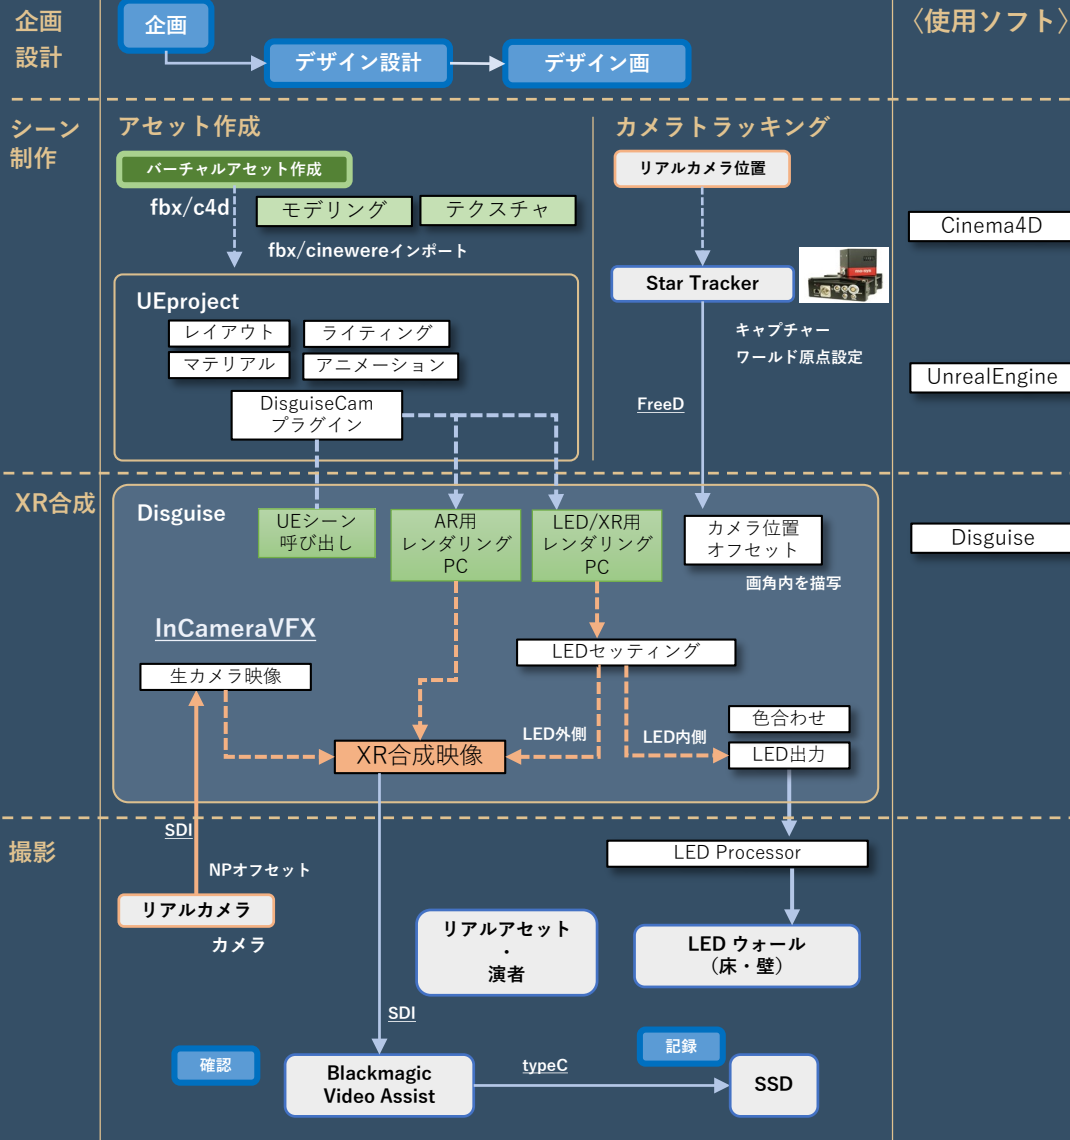 企画
設計
企画
デザイン設計
デザイン画
〈使用ソフト〉
シーン
制作
アセット作成
バーチャルアセット作成
fbx/c4d
モデリング
テクスチャ
fbx/cinewereインポート
UEproject
レイアウト
ライティング
マテリアル
アニメーション
DisguiseCam
プラグイン
カメラトラッキング
リアルカメラ位置
Star Tracker
キャプチャー
ワールド原点設定
FreeD
Cinema4D
UnrealEngine
XR合成
Disguise
UEシーン
呼び出し
AR用
レンダリング
PC
LED/XR用
レンダリング
PC
カメラ位置
オフセット
画角内を描写
Disguise
InCameraVFX
LEDセッティング
生カメラ映像
LED外側
LED内側
色合わせ
XR合成映像
LED出力
撮影
SDI
NPオフセット
リアルカメラ
カメラ
LED Processor
リアルアセット
・
演者
LED ウォール
（床・壁）
SDI
確認
Blackmagic
Video Assist
typeC
記録
SSD